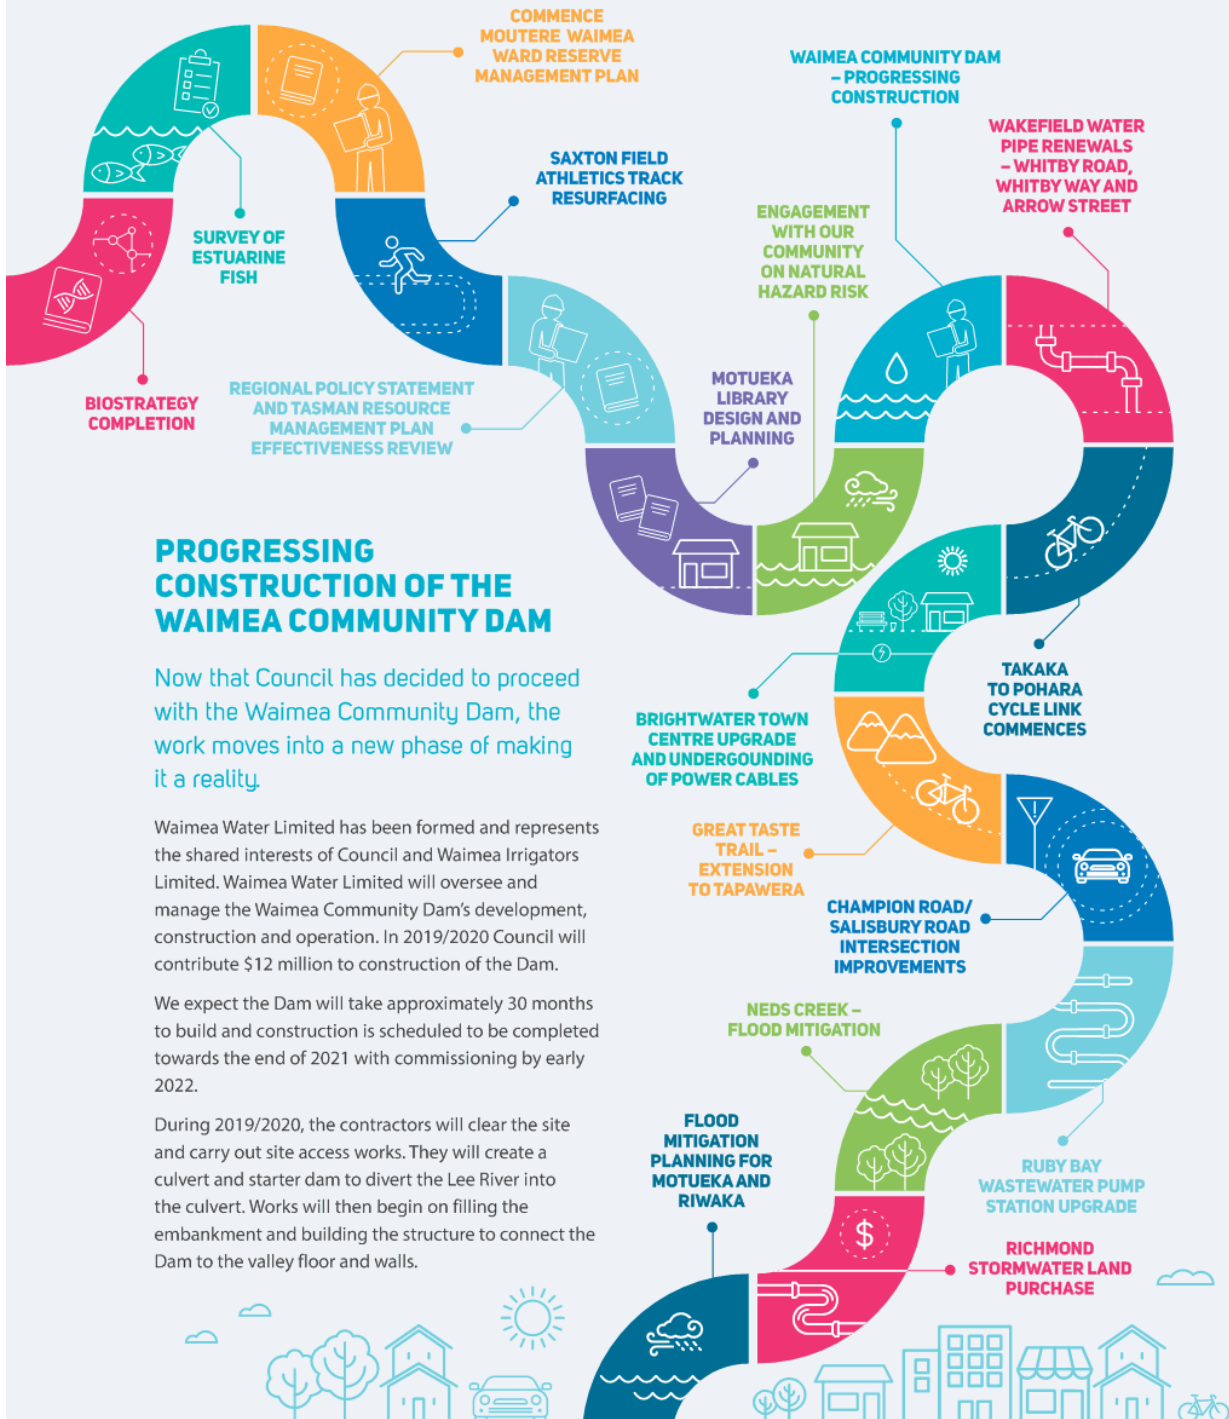 COMMENCE
MOUTERE WAIMEA
WARD RESERVE
MANAGEMENT PLAN
WAIMEA COMMUNITY DAM
– PROGRESSING
CONSTRUCTION
WAKEFIELD WATER
PIPE RENEWALS
– WHITBY ROAD,
WHITBY WAY AND
ARROW STREET
SAXTON FIELD
ATHLETICS TRACK
RESURFACING
ENGAGEMENT
WITH OUR
COMMUNITY
ON NATURAL
HAZARD RISK
SURVEY OF
ESTUARINE
FISH
BIOSTRATEGY
COMPLETION
REGIONAL POLICY STATEMENT
AND TASMAN RESOURCE
MANAGEMENT PLAN
EFFECTIVENESS REVIEW
MOTUEKA
LIBRARY
DESIGN AND
PLANNING
PROGRESSING
CONSTRUCTION OF THE
WAIMEA COMMUNITY DAM
Now that Council has decided to proceed
with the Waimea Community Dam, the
work moves into a new phase of making
it a reality.
Waimea Water Limited has been formed and represents
the shared interests of Council and Waimea Irrigators
Limited. Waimea Water Limited will oversee and
manage the Waimea Community Dam's development,
construction and operation. In 2019/2020 Council will
contribute $12 million to construction of the Dam.
We expect the Dam will take approximately 30 months
to build and construction is scheduled to be completed
towards the end of 2021 with commissioning by early
2022.
During 2019/2020, the contractors will clear the site
and carry out site access works. They will create a
culvert and starter dam to divert the Lee River into
the culvert. Works will then begin on filling the
embankment and building the structure to connect the
Dam to the valley floor and walls.
TAKAKA
TO POHARA
CYCLE LINK
COMMENCES
BRIGHTWATER TOWN
CENTRE UPGRADE
AND UNDERGOUNDING
OF POWER CABLES
GREAT TASTE
TRAIL –
EXTENSION
TO TAPAWERA
CHAMPION ROAD/
SALISBURY ROAD
INTERSECTION
IMPROVEMENTS
NEDS CREEK –
FLOOD MITIGATION
FLOOD
MITIGATION
PLANNING FOR
MOTUEKA AND
RIWAKA
RUBY BAY
WASTEWATER PUMP
STATION UPGRADE
$
RICHMOND
STORMWATER LAND
PURCHASE